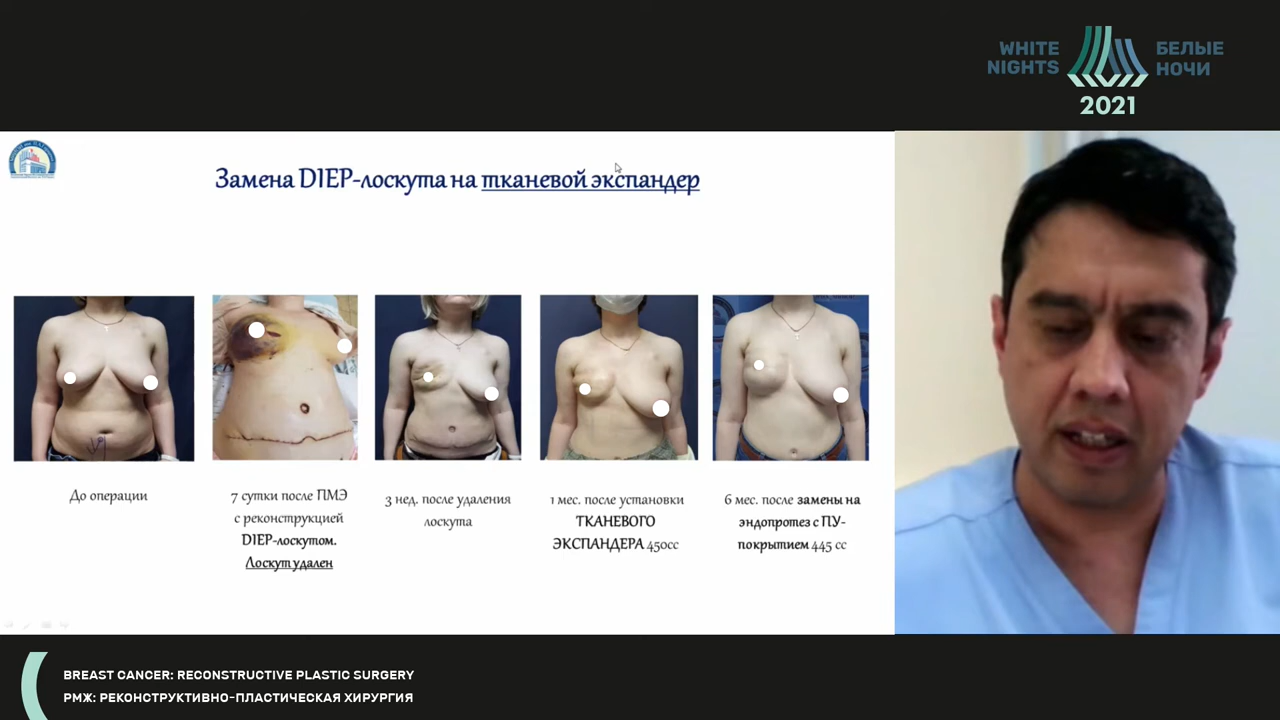 WHITE
NIGHTS
БЕЛЫЕ
НОЧИ
2021
Замена DIEP-лоскута на тканевой экспандер
До операции
7 сутки после ПМЭ
с реконструкцией
DIEP-лоскутом.
Лоскут удален
3 нед. после удаления
лоскута
1 мес. после установки
ТКАНЕВОГО
ЭКСПАНДЕРА 450cc
6 мес. после замены на
эндопротез с ПУ-
покрытием 445 cc
BREAST CANCER: RECONSTRUCTIVE PLASTIC SURGERY
РМЖ: РЕКОНСТРУКТИВНО-ПЛАСТИЧЕСКАЯ ХИРУРГИЯ